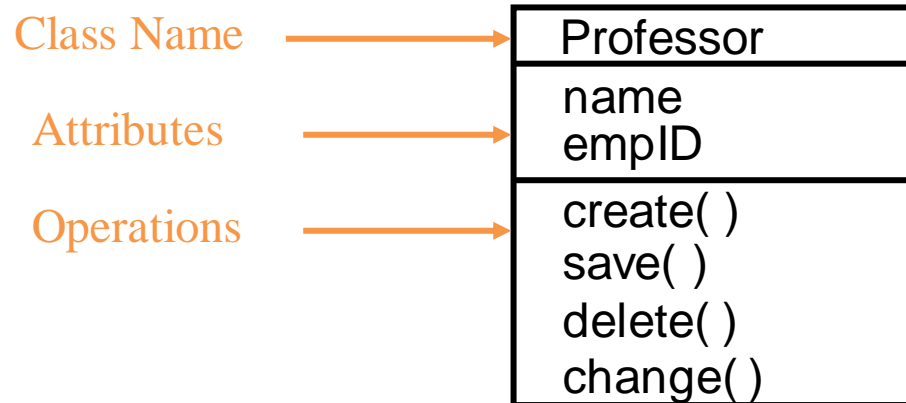 Class Name
Professor
Attributes
name
empID
Operations
create( )
save( )
delete( )
change( )